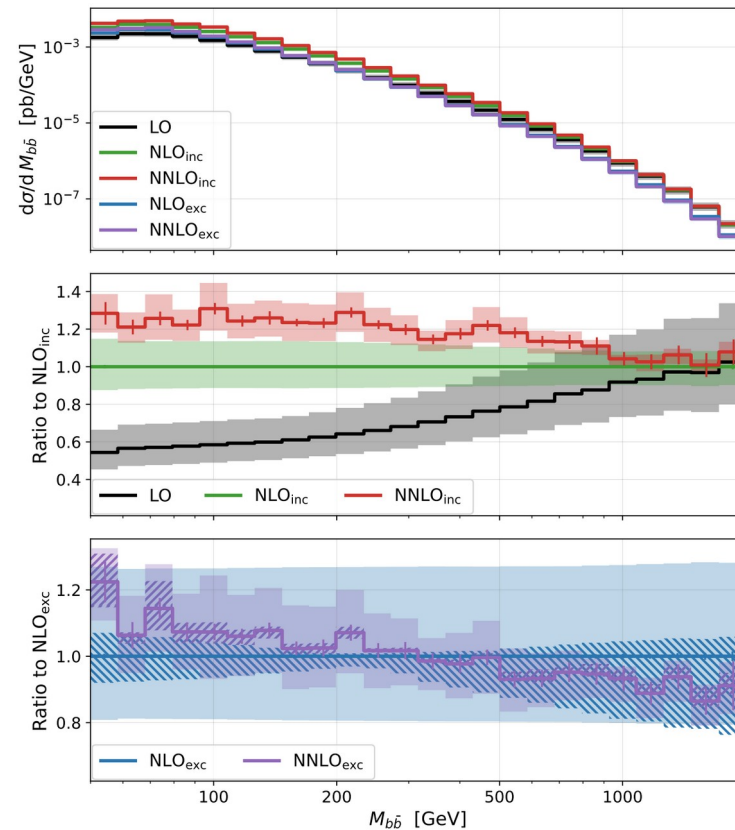 dσ/d M_{bb̄} [pb/GeV]
10⁻³
10⁻⁵
10⁻⁷
LO
NLO_inc
NNLO_inc
NLO_exc
NNLO_exc
Ratio to NLO_inc
1.4
1.2
1.0
0.8
0.6
0.4
LO NLO_inc NNLO_inc
Ratio to NLO_exc
1.2
1.0
0.8
NLO_exc NNLO_exc
100 200 500 1000
M_{bb̄} [GeV]